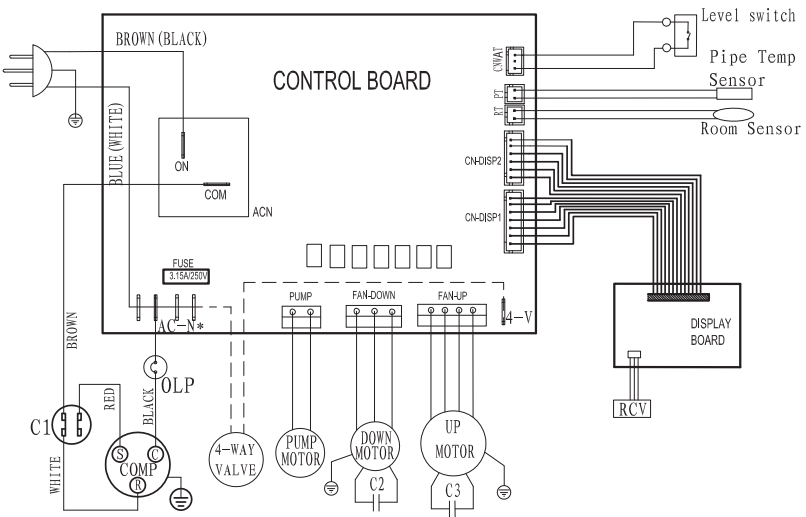 BROWN (BLACK)
CONTROL BOARD
Level switch
CNWAT
Pipe Temp
Sensor
PT
RT
Room Sensor
BLUE (WHITE)
ON
COM
ACN
CN-DISP2
CN-DISP1
FUSE
3.15A/250V
PUMP
FAN-DOWN
FAN-UP
4-V
AC-N*
DISPLAY
BOARD
RCV
BROWN
OLP
RED
BLACK
C1
WHITE
S
C
COMP
R
4-WAY
VALVE
PUMP
MOTOR
DOWN
MOTOR
C2
UP
MOTOR
C3